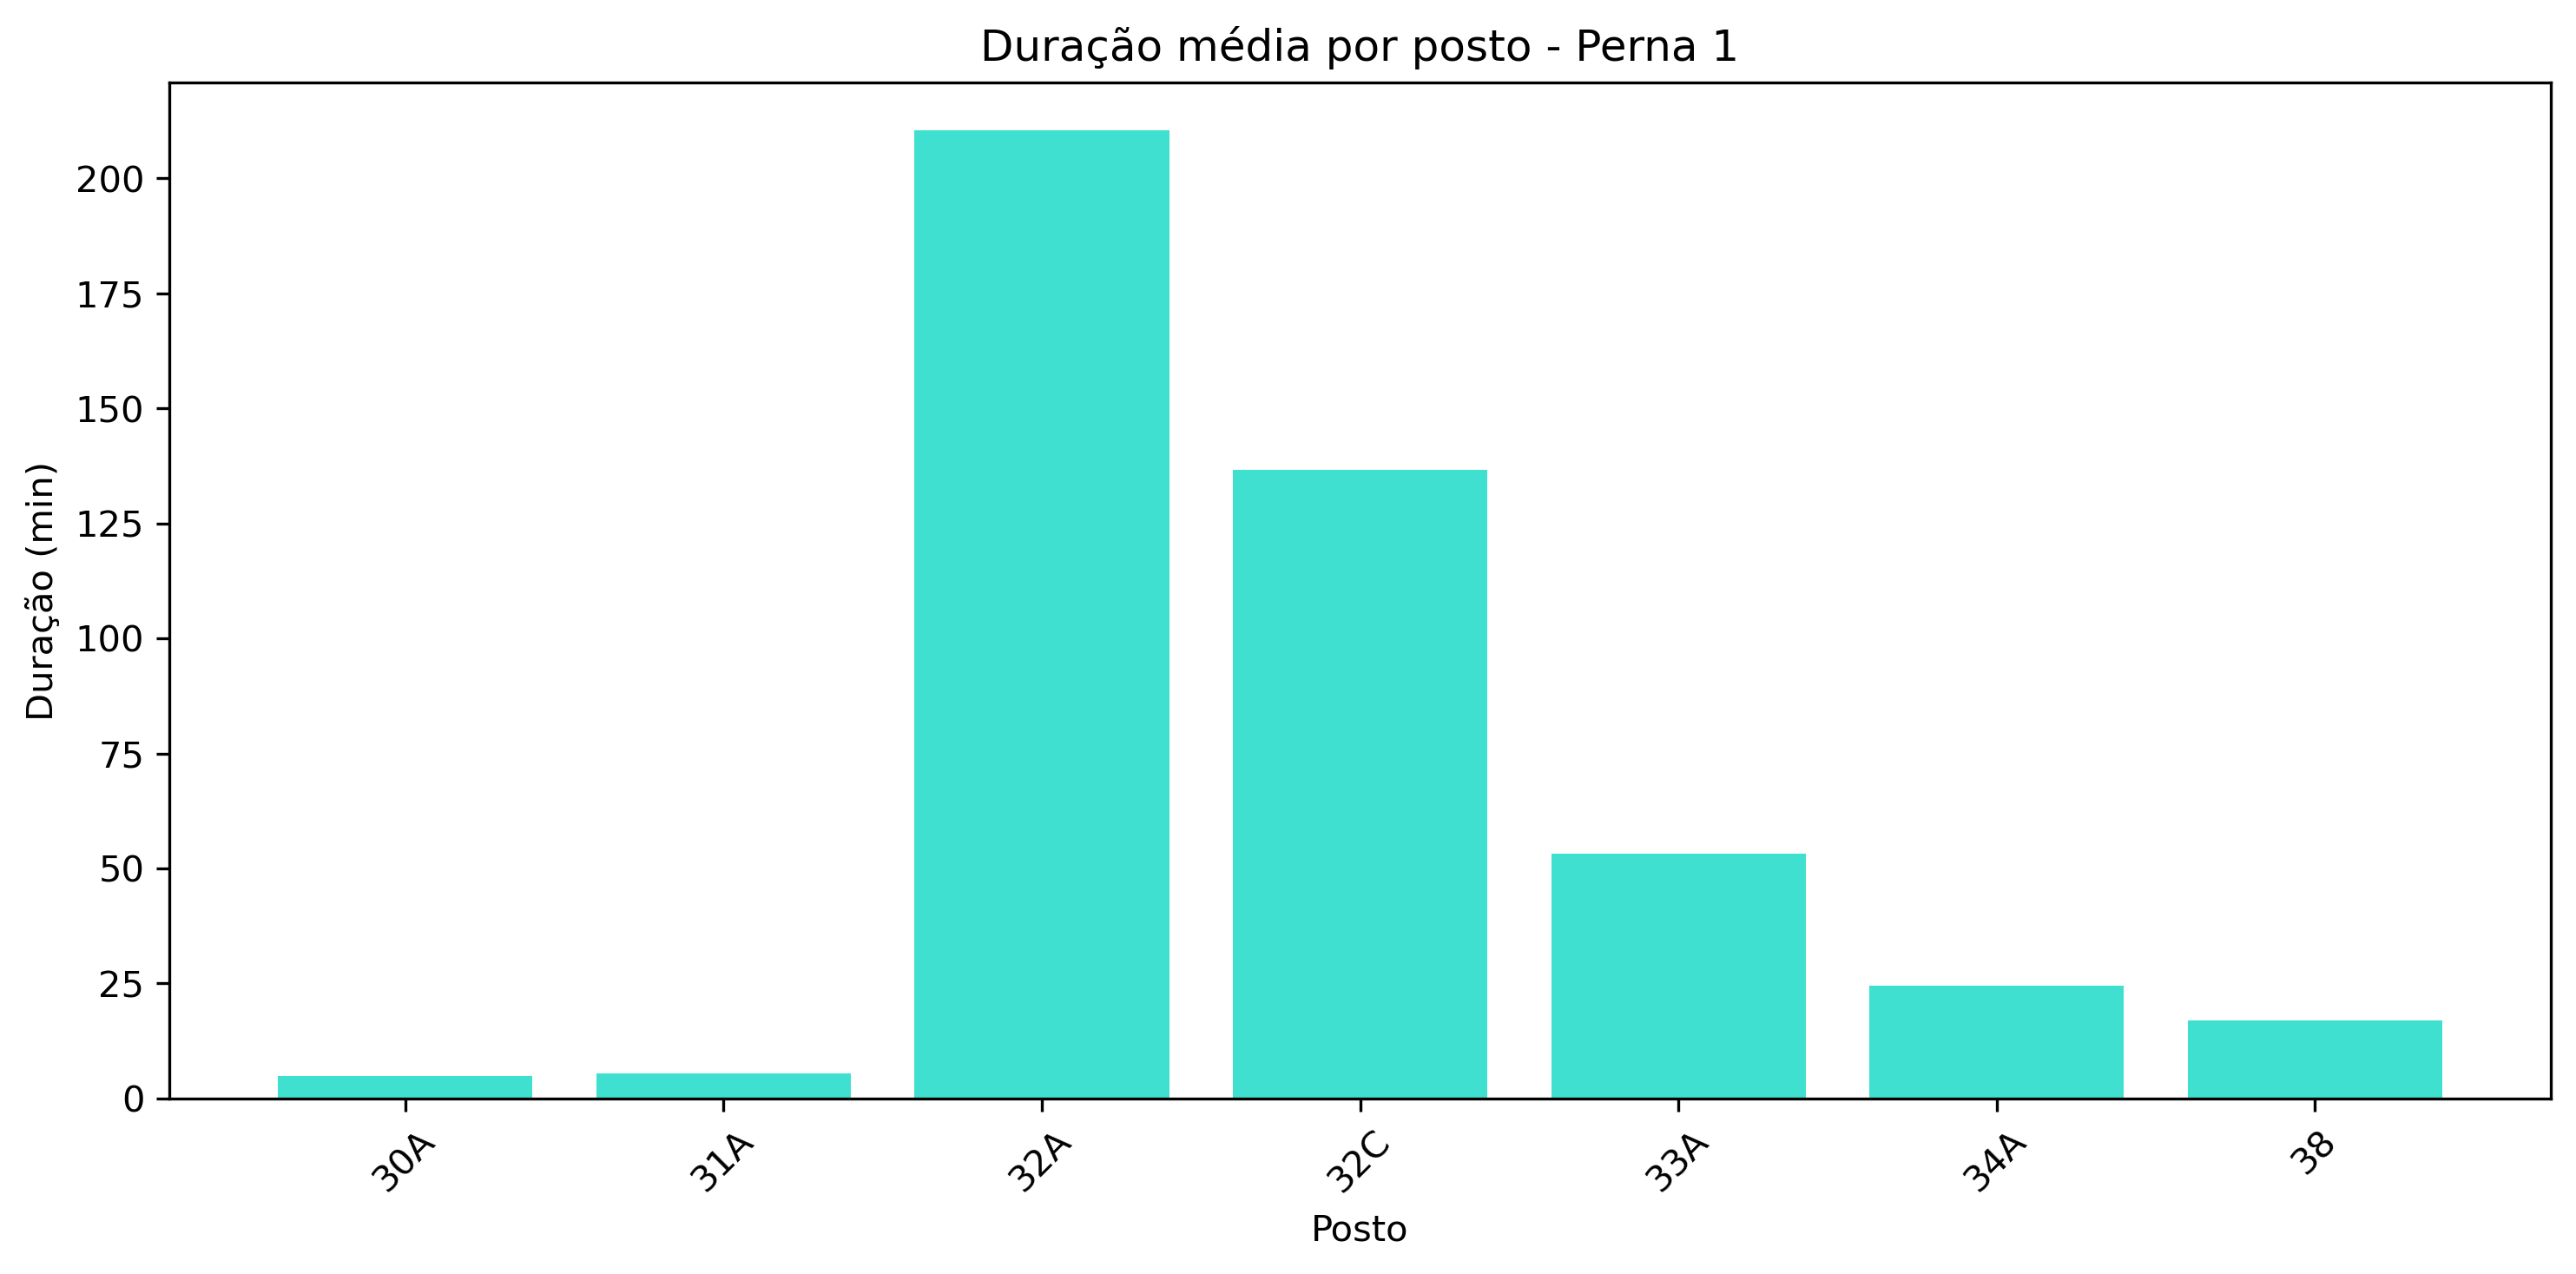 Duração média por posto - Perna 1
Duração (min)
200
175
150
125
100
75
50
25
0
30A
31A
32A
32C
33A
34A
38
Posto